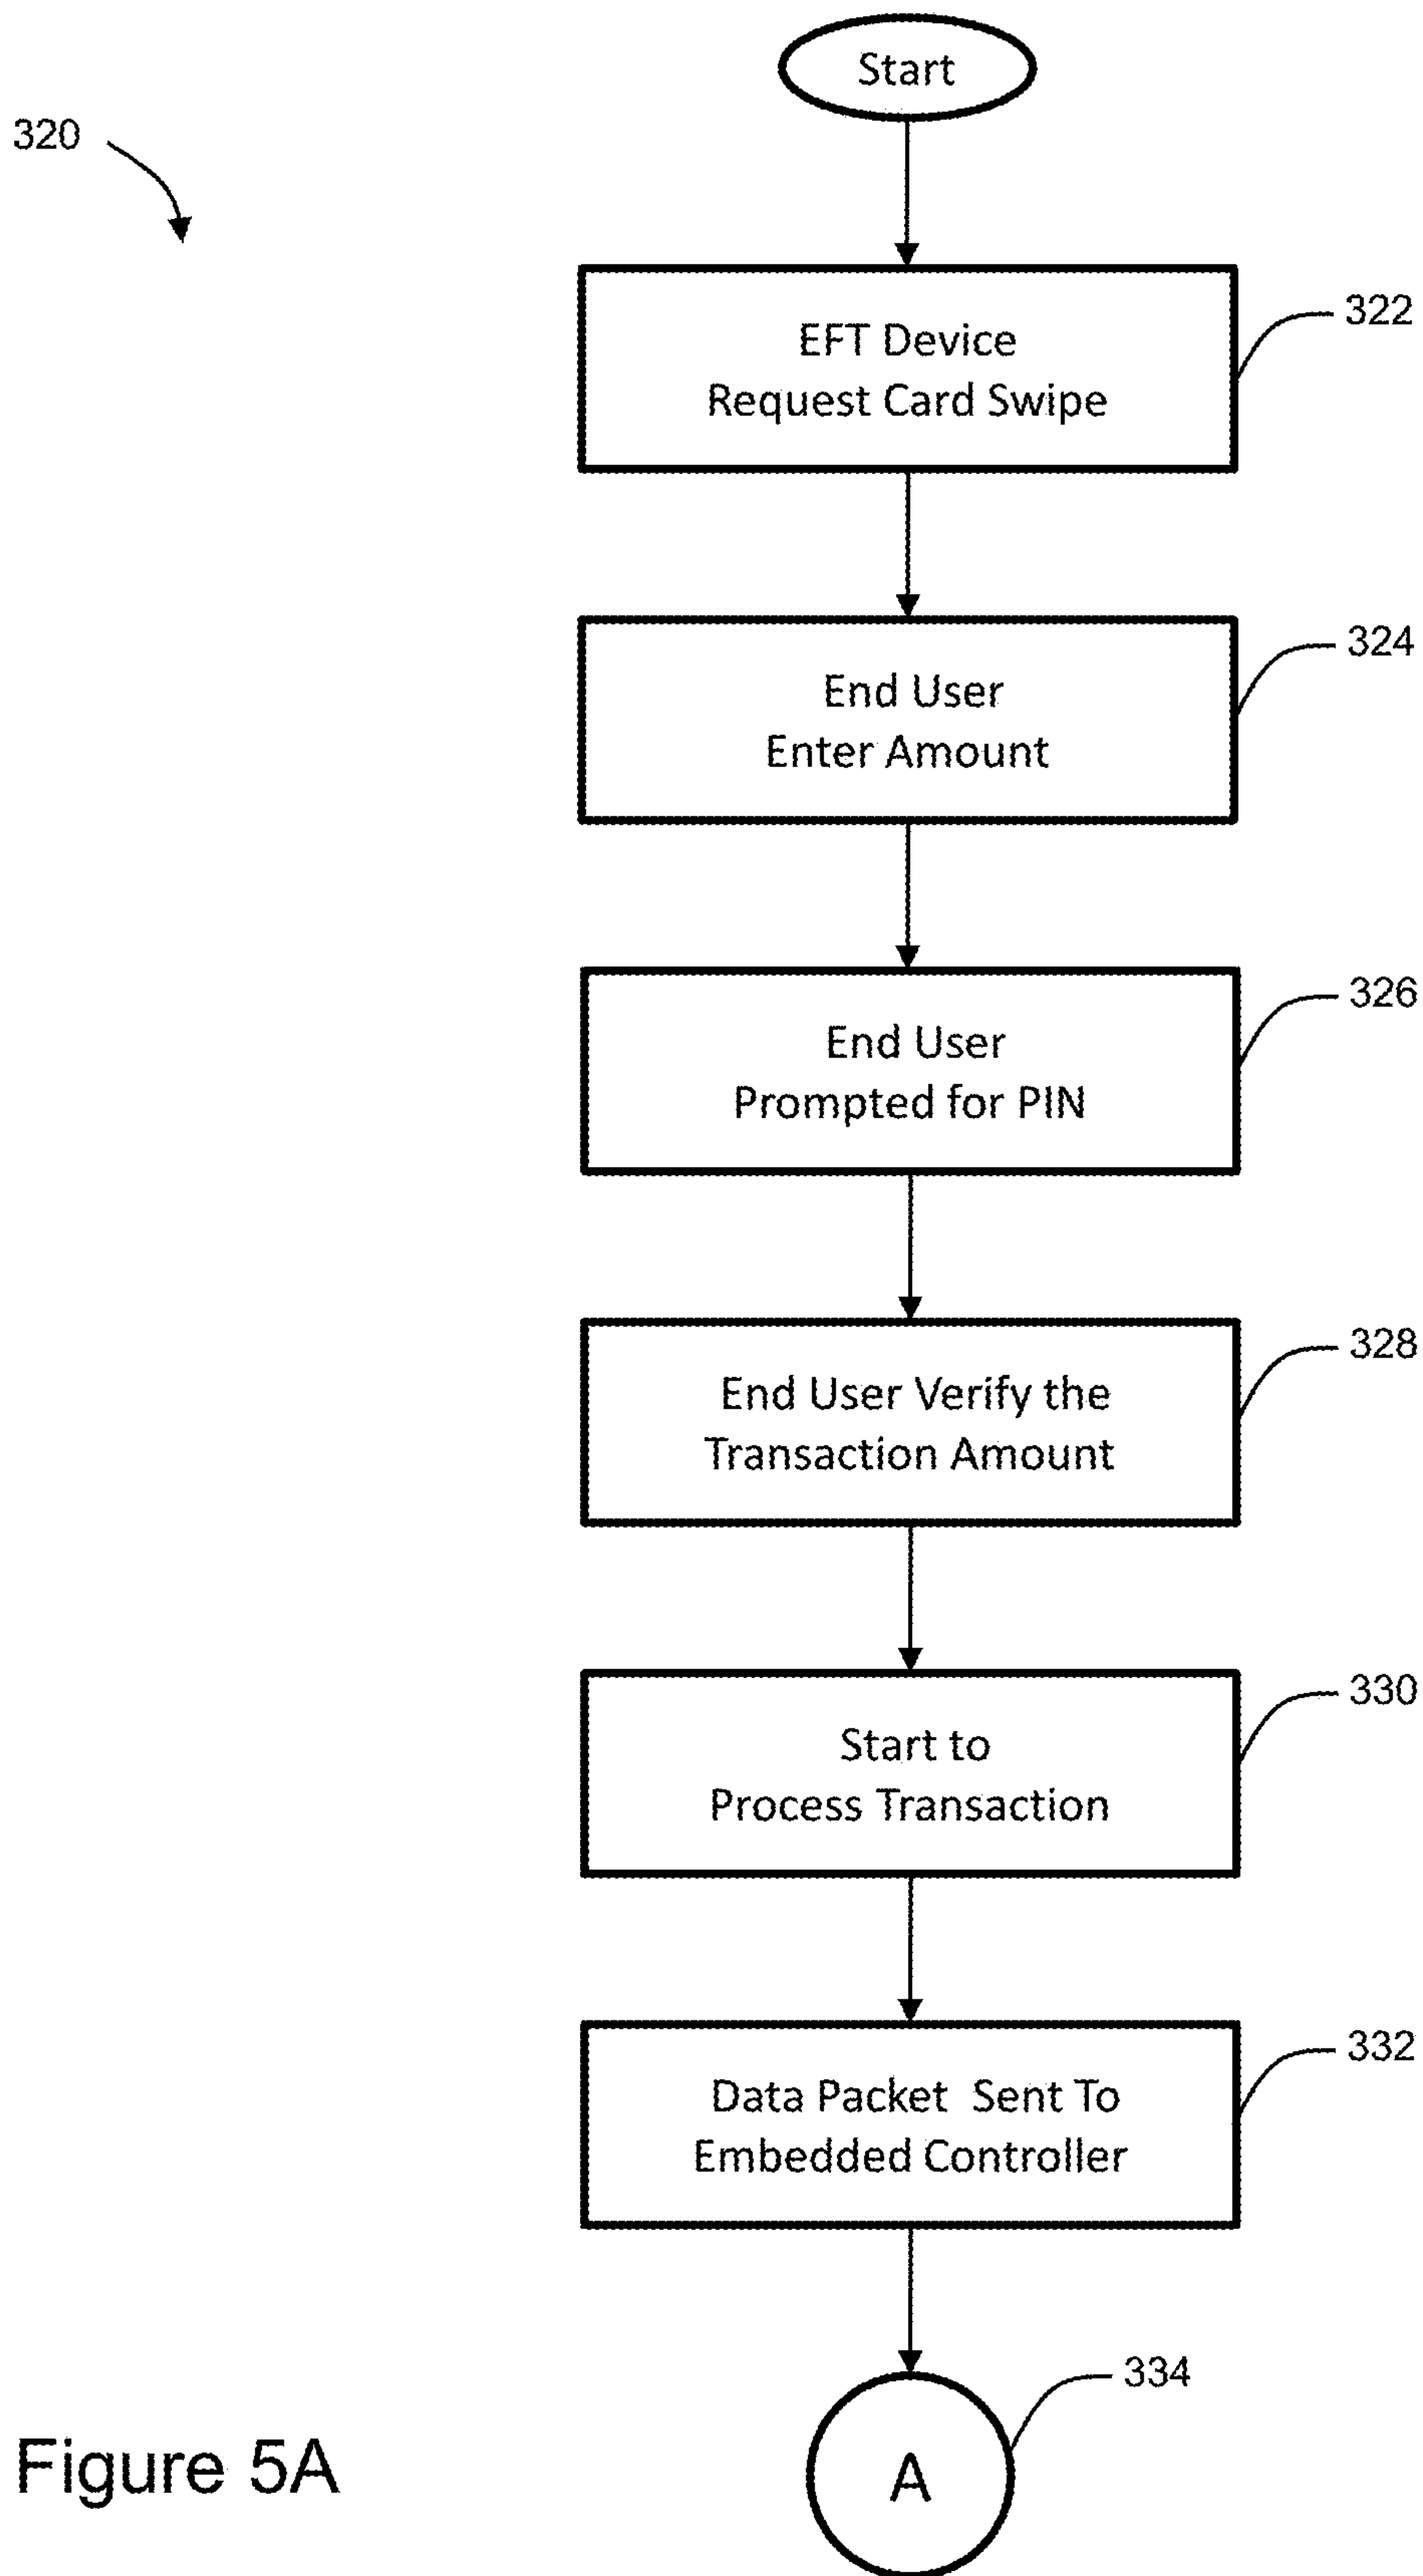 Start
320
EFT Device
Request Card Swipe
322
End User
Enter Amount
324
End User
Prompted for PIN
326
End User Verify the
Transaction Amount
328
Start to
Process Transaction
330
Data Packet  Sent To
Embedded Controller
332
334
A
Figure 5A